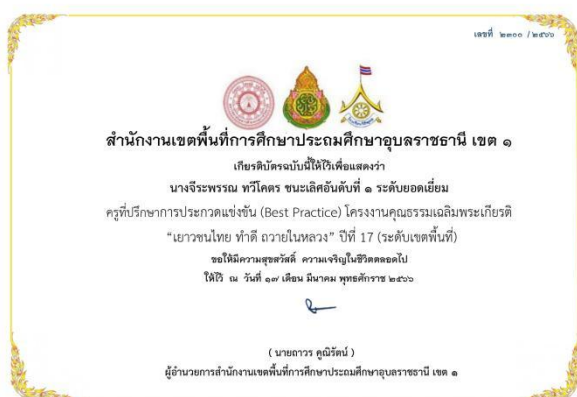 เลขที่ ๒๓๐๐ /๒๕๖๖
สำนักงานเขตพื้นที่การศึกษาประถมศึกษาอุบลราชธานี เขต ๑
เกียรติบัตรฉบับนี้ให้ไว้เพื่อแสดงว่า
นางจีระพรรณ ทวีโคตร ชนะเลิศอันดับที่ ๑ ระดับยอดเยี่ยม
ครูที่ปรึกษาการประกวดแข่งขัน (Best Practice) โครงงานคุณธรรมเฉลิมพระเกียรติ
“เยาวชนไทย ทำดี ถวายในหลวง” ปีที่ 17 (ระดับเขตพื้นที่)
ขอให้มีความสุขสวัสดิ์ ความเจริญในชีวิตตลอดไป
ให้ไว้ ณ วันที่ ๑๗ เดือน มีนาคม พุทธศักราช ๒๕๖๖
( นายถาวร คูณิรัตน์ )
ผู้อำนวยการสำนักงานเขตพื้นที่การศึกษาประถมศึกษาอุบลราชธานี เขต ๑